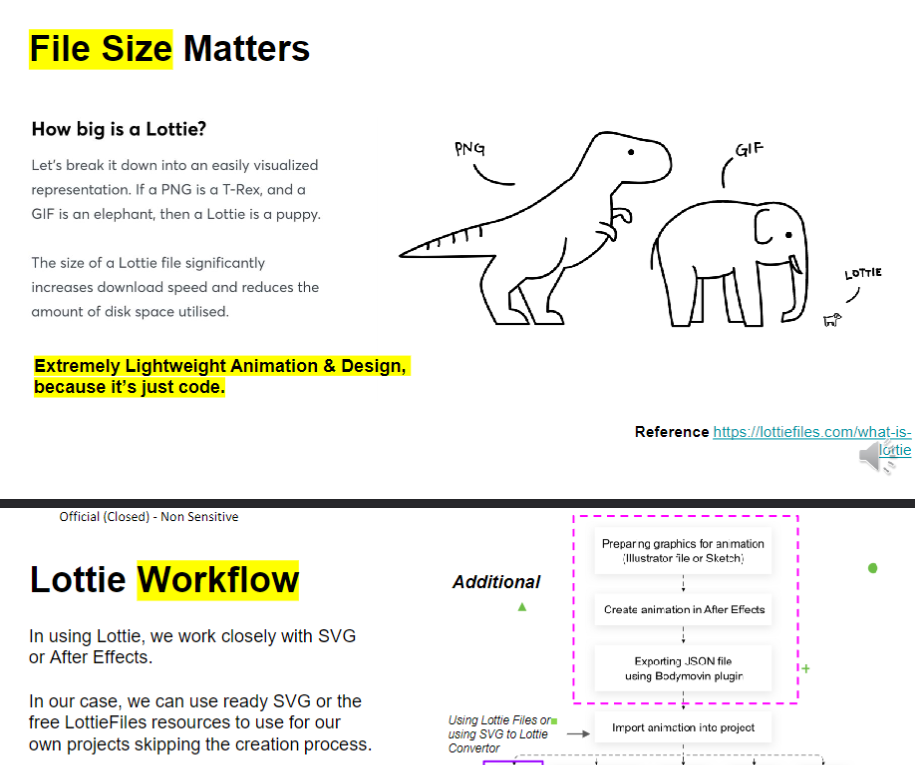 File Size Matters
How big is a Lottie?
Let's break it down into an easily visualized
representation. If a PNG is a T-Rex, and a
GIF is an elephant, then a Lottie is a puppy.
The size of a Lottie file significantly
increases download speed and reduces the
amount of disk space utilised.
Extremely Lightweight Animation & Design,
because it's just code.
PNG
GIF
LOTTIE
Reference https://lottiefiles.com/what-is-
lottie
Official (Closed) - Non Sensitive
Lottie Workflow
In using Lottie, we work closely with SVG
or After Effects.
In our case, we can use ready SVG or the
free LottieFiles resources to use for our
own projects skipping the creation process.
Additional
Preparing graphics for animation
(Illustrator file or Sketch)
Create animation in After Effects
Exporting JSON file
using Bodymovin plugin
Using Lottie Files or
using SVG to Lottie
Convertor
Import animation into project